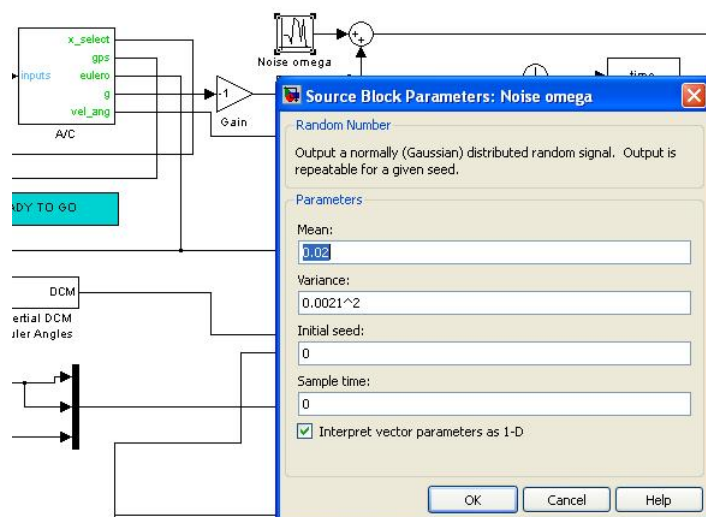 x_select
gps
inputs
eulero
g
vel_ang
A/C
-1
Gain
Noise omega
ADY TO GO
DCM
ertial DCM
uler Angles
Source Block Parameters: Noise omega
Random Number
Output a normally (Gaussian) distributed random signal. Output is
repeatable for a given seed.
Parameters
Mean:
0.02
Variance:
0.0021^2
Initial seed:
0
Sample time:
0
Interpret vector parameters as 1-D
OK
Cancel
Help